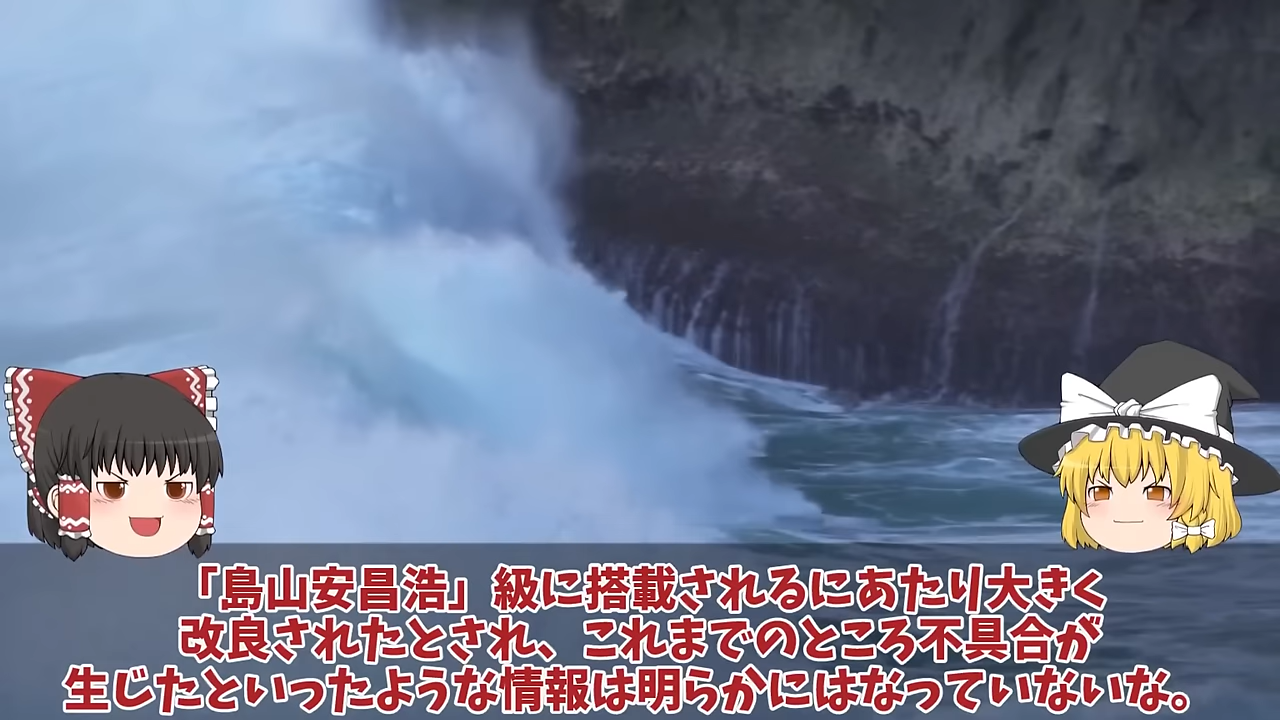 「島山安昌浩」級に搭載されるにあたり大きく
改良されたとされ、これまでのところ不具合が
生じたといったような情報は明らかにはなっていないな。